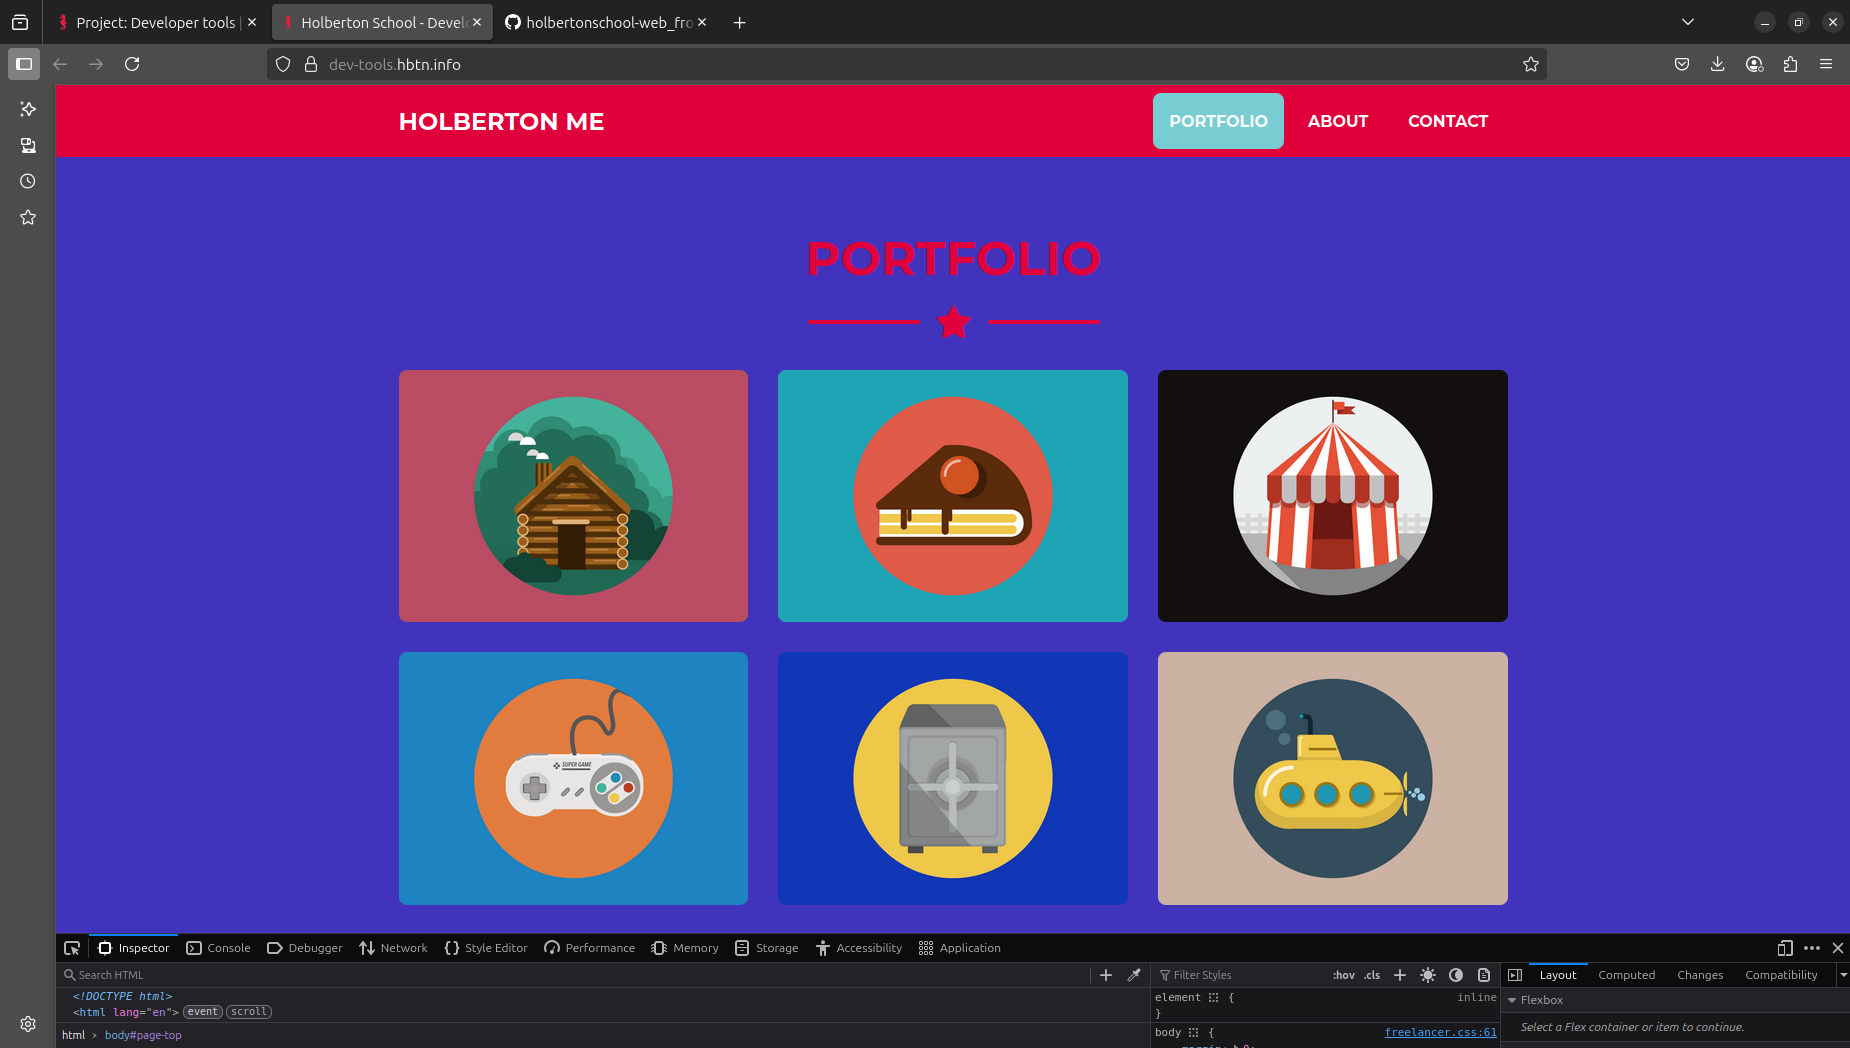 Project: Developer tools |
Holberton School - Devel
holbertonschool-web_fro
dev-tools.hbtn.info
HOLBERTON ME
PORTFOLIO
ABOUT
CONTACT
PORTFOLIO
SUPER GAME
Inspector
Console
Debugger
Network
Style Editor
Performance
Memory
Storage
Accessibility
Application
Search HTML
Filter Styles
:hov
.cls
Layout
Computed
Changes
Compatibility
<!DOCTYPE html>
<html lang="en"> event scroll
html › body#page-top
element {
inline
}
body {
freelancer.css:61
Flexbox
Select a Flex container or item to continue.